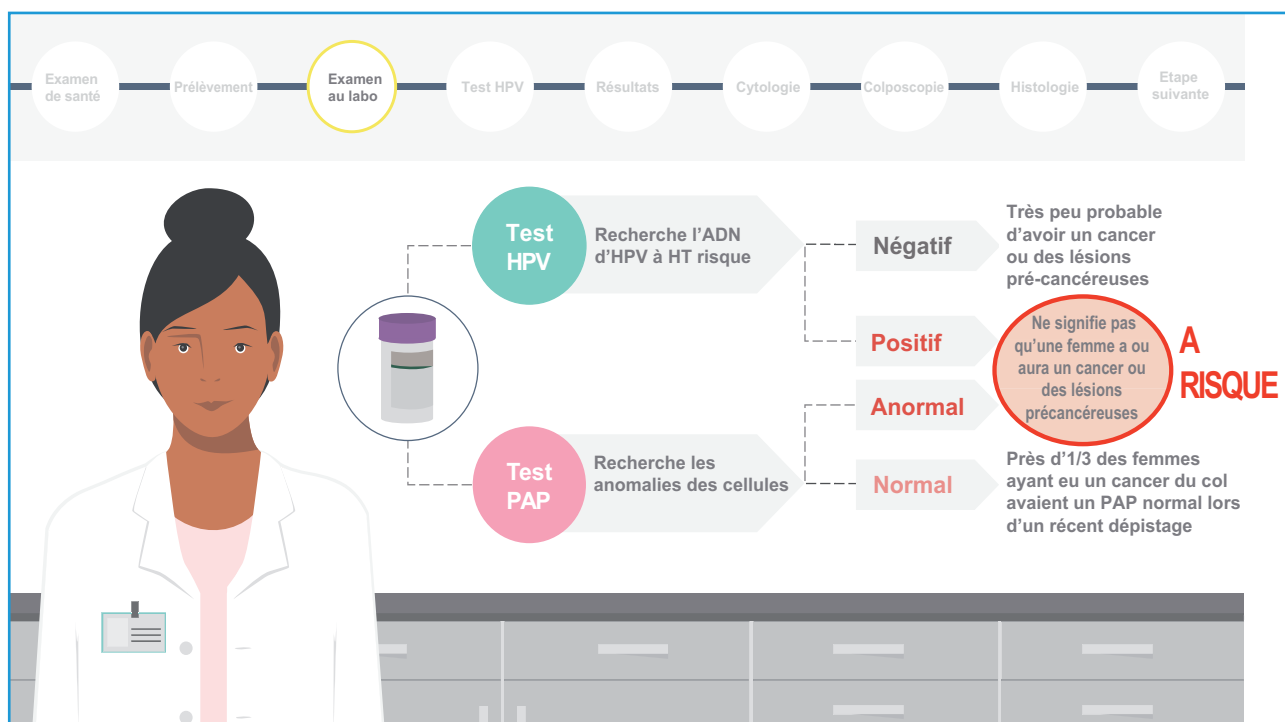 Examen
de santé
Prélèvement
Examen
au labo
Test HPV
Résultats
Cytologie
Colposcopie
Histologie
Etape
suivante
Test
HPV
Recherche l’ADN
d’HPV à HT risque
Négatif
Très peu probable
d’avoir un cancer
ou des lésions
pré-cancéreuses
Positif
Anormal
Ne signifie pas
qu’une femme a ou
aura un cancer ou
des lésions
précancéreuses
A
RISQUE
Test
PAP
Recherche les
anomalies des cellules
Normal
Près d’1/3 des femmes
ayant eu un cancer du col
avaient un PAP normal lors
d’un récent dépistage